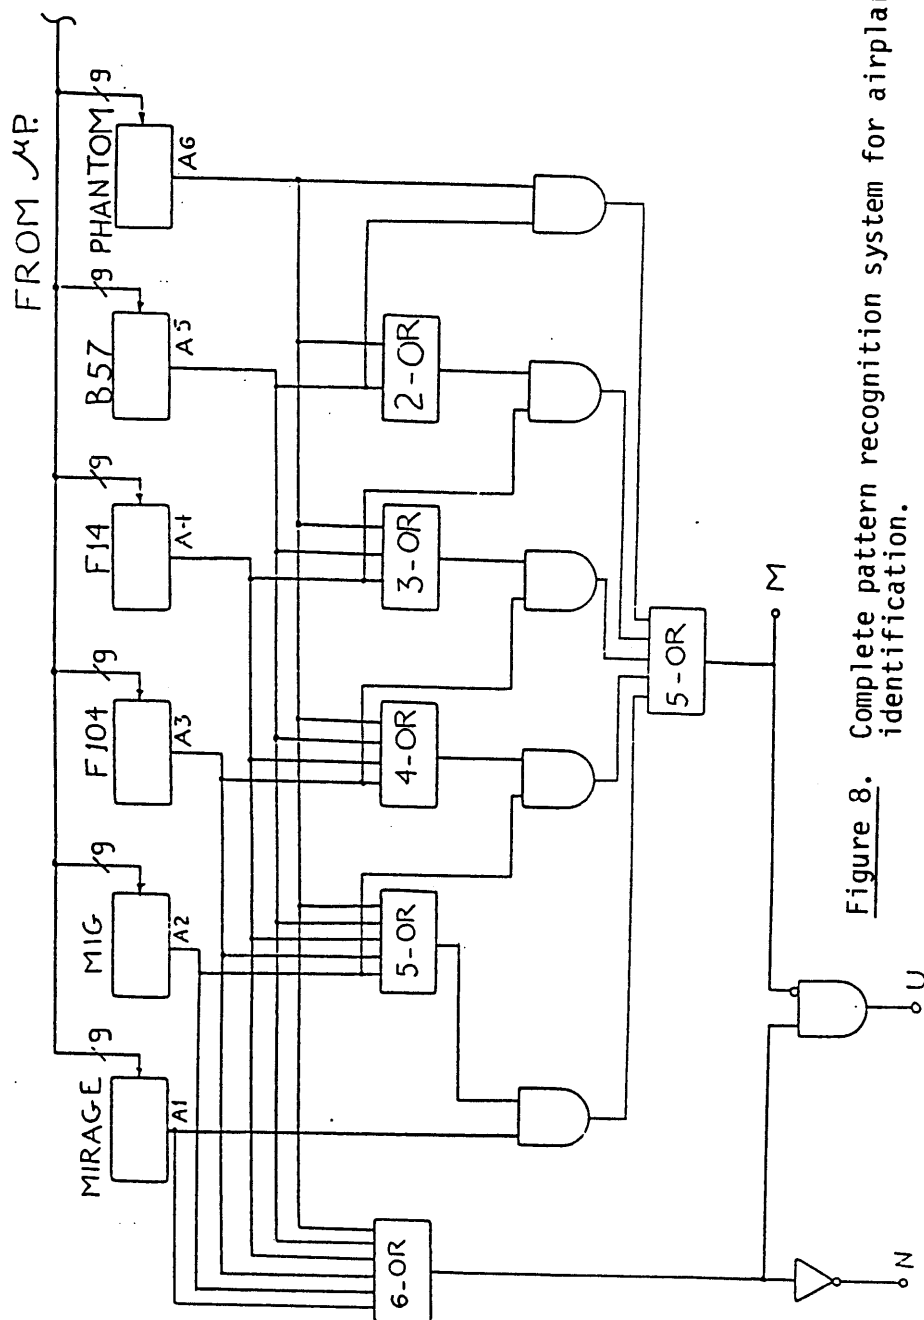 FROM μP.
MIRAGE
MIG
F104
F14
B57
PHANTOM
9
9
9
9
9
9
A1
A2
A3
A4
A5
A6
6-OR
5-OR
4-OR
3-OR
2-OR
5-OR
M
N
U
Figure 8. Complete pattern recognition system for airplai
identification.